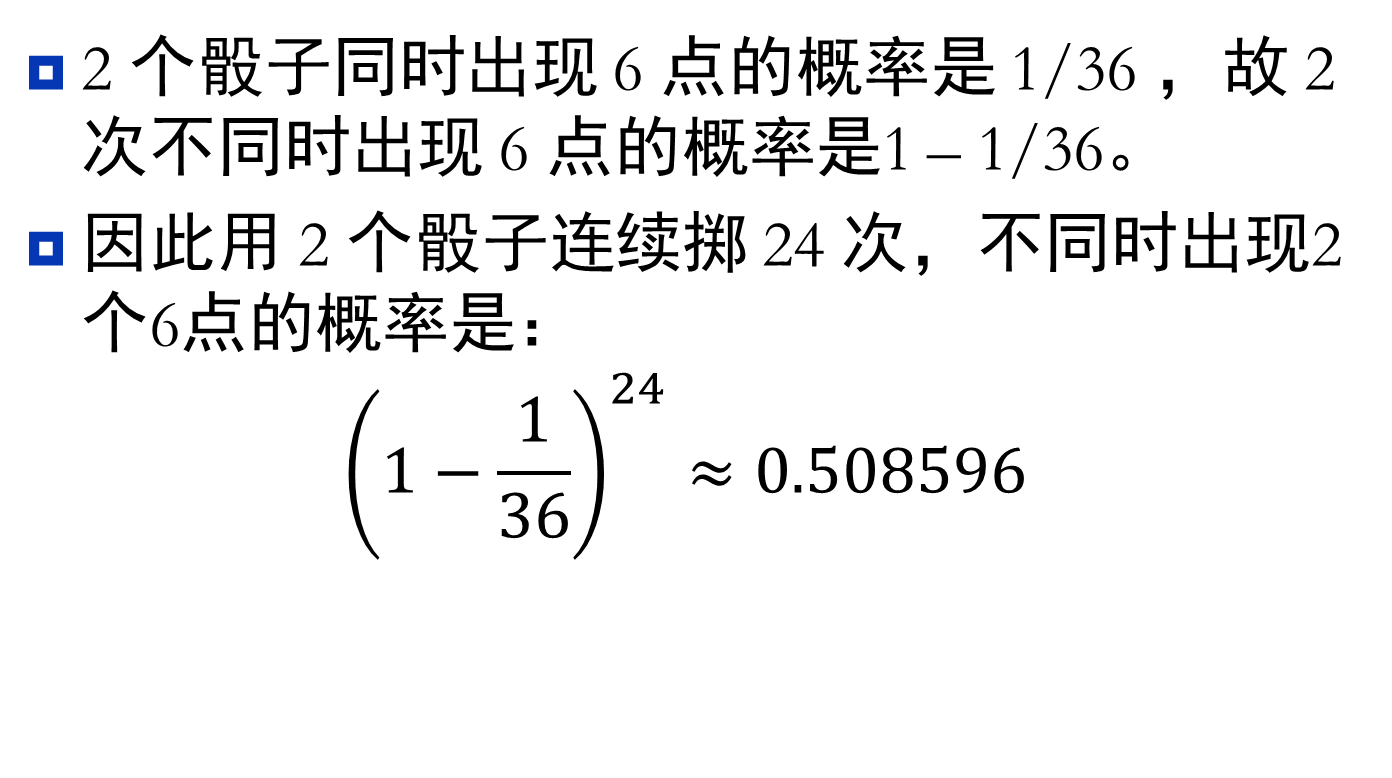 2 个骰子同时出现 6 点的概率是 1/36 ，故 2
次不同时出现 6 点的概率是1 – 1/36。
因此用 2 个骰子连续掷 24 次，不同时出现2
个6点的概率是：
(1 − 1/36)^24 ≈ 0.508596